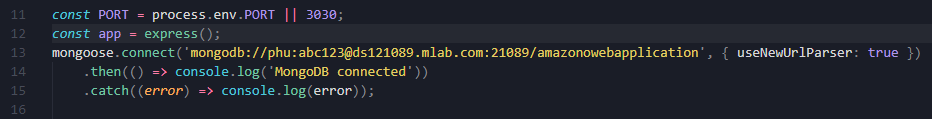 11 const PORT = process.env.PORT || 3030;
12 const app = express();
13 mongoose.connect('mongodb://phu:abc123@ds121089.mlab.com:21089/amazonowebapplication', { useNewUrlParser: true })
14 .then(() => console.log('MongoDB connected'))
15 .catch((error) => console.log(error));
16